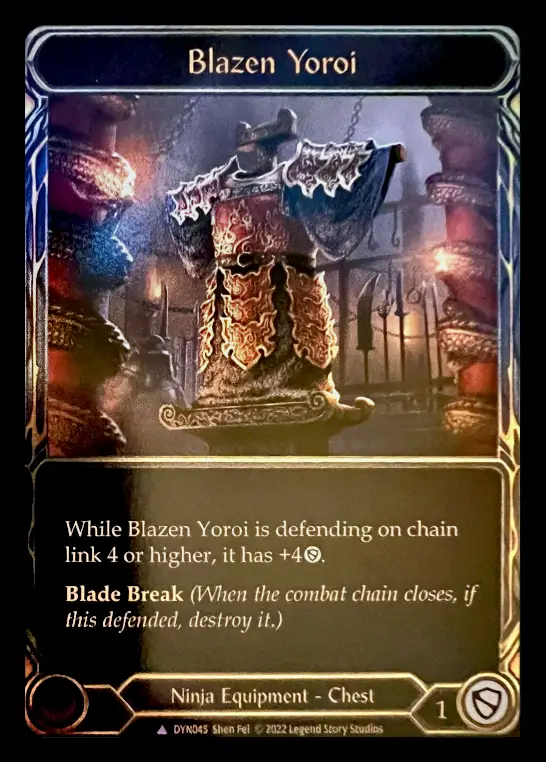 Blazen Yoroi
While Blazen Yoroi is defending on chain
link 4 or higher, it has +4.
Blade Break (When the combat chain closes, if
this defended, destroy it.)
Ninja Equipment - Chest
1
DYN045 Shen Fei © 2022 Legend Story Studios